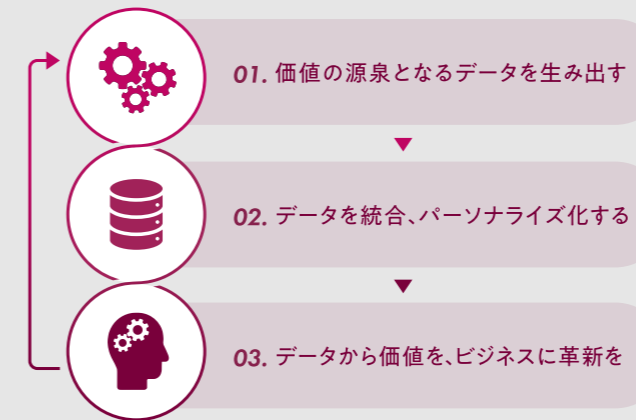 01. 価値の源泉となるデータを生み出す
02. データを統合、パーソナライズ化する
03. データから価値を、ビジネスに革新を